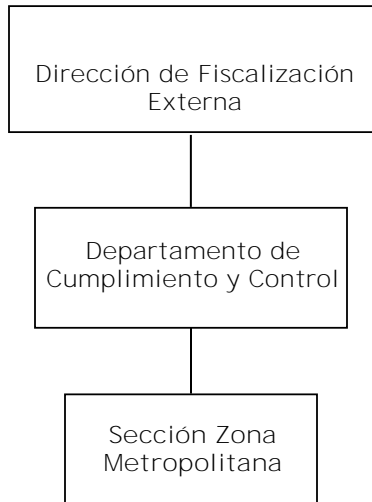 Dirección de Fiscalización
Externa
Departamento de
Cumplimiento y Control
Sección Zona
Metropolitana